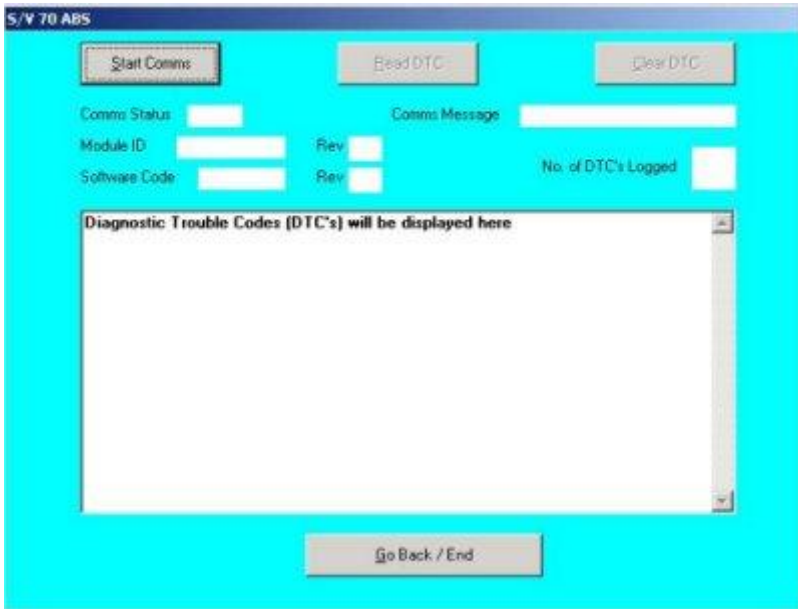 S/V 70 ABS
Start Comms Read DTC Clear DTC
Comms Status Comms Message
Module ID Rev
No. of DTC's Logged
Software Code Rev
Diagnostic Trouble Codes (DTC's) will be displayed here
Go Back / End